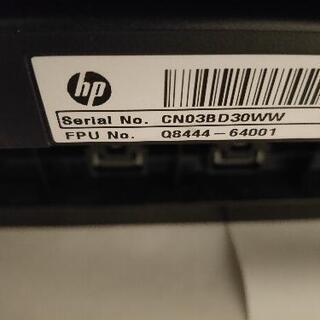 hp
Serial No. CN03BD30WW
FPU No. Q8444-64001